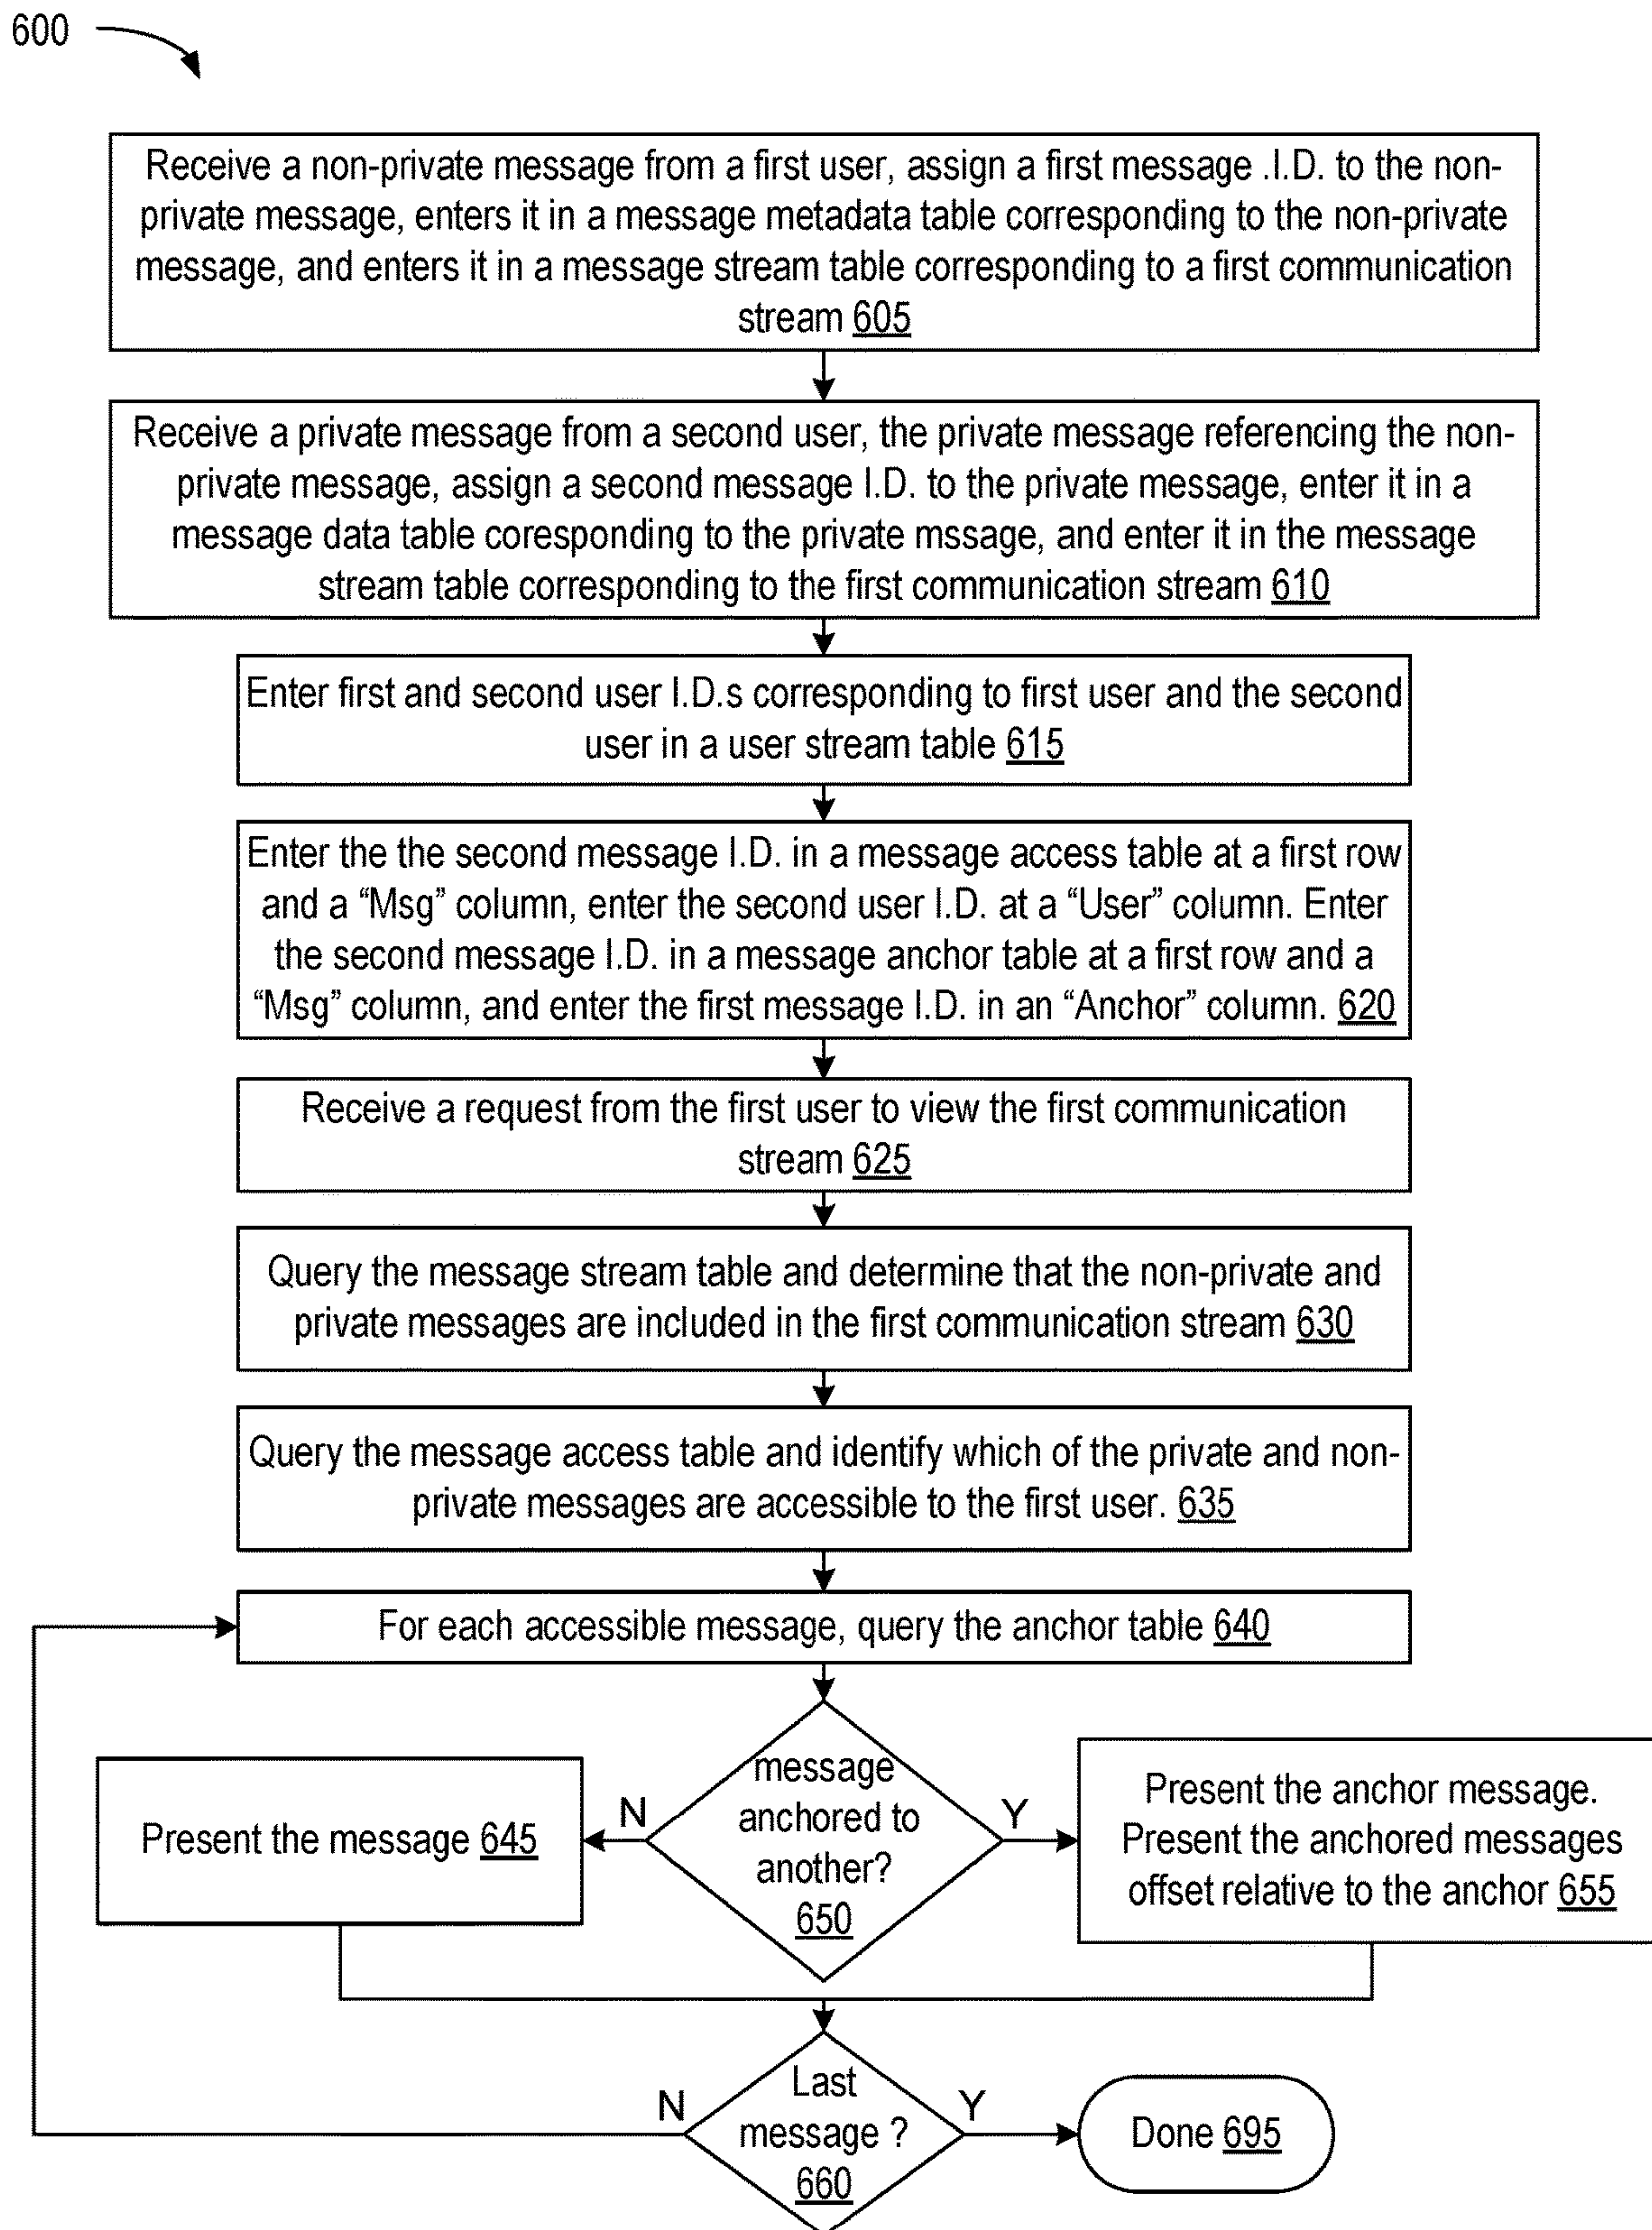 600
Receive a non-private message from a first user, assign a first message .I.D. to the non-
private message, enters it in a message metadata table corresponding to the non-private
message, and enters it in a message stream table corresponding to a first communication
stream 605
Receive a private message from a second user, the private message referencing the non-
private message, assign a second message I.D. to the private message, enter it in a
message data table coresponding to the private mssage, and enter it in the message
stream table corresponding to the first communication stream 610
Enter first and second user I.D.s corresponding to first user and the second
user in a user stream table 615
Enter the the second message I.D. in a message access table at a first row
and a “Msg” column, enter the second user I.D. at a “User” column. Enter
the second message I.D. in a message anchor table at a first row and a
“Msg” column, and enter the first message I.D. in an “Anchor” column. 620
Receive a request from the first user to view the first communication
stream 625
Query the message stream table and determine that the non-private and
private messages are included in the first communication stream 630
Query the message access table and identify which of the private and non-
private messages are accessible to the first user. 635
For each accessible message, query the anchor table 640
message
anchored to
another?
650
N
Y
Present the message 645
Present the anchor message.
Present the anchored messages
offset relative to the anchor 655
Last
message ?
660
N
Y
Done 695